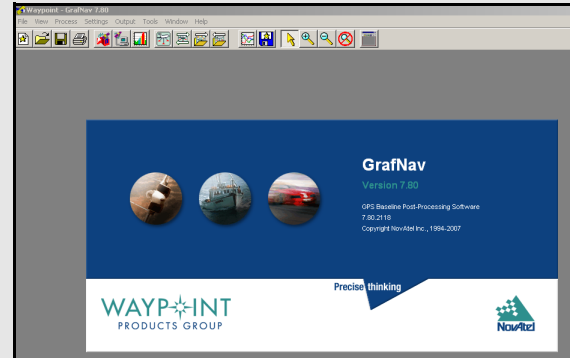 Waypoint - GrafNav 7.80
File View Process Settings Output Tools Window Help
GrafNav
Version 7.80
GPS Baseline Post-Processing Software
7.80.2118
Copyright NovAtel Inc., 1994-2007
Precise thinking
WAYPOINT
PRODUCTS GROUP
NovAtel